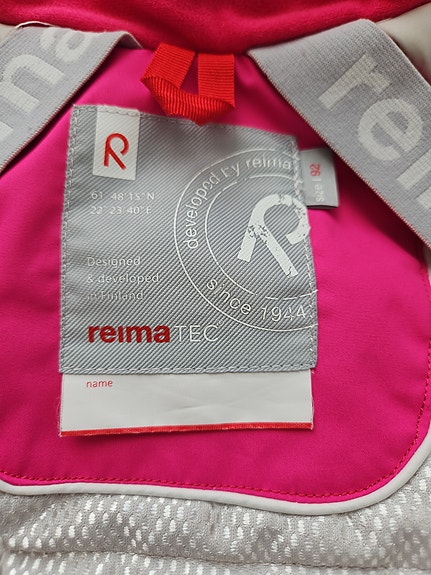 reima
61°48'15"N
22°23'40"E
Designed
& developed
in Finland
reimaTEC
name
developed by reima
since 1944
size 92